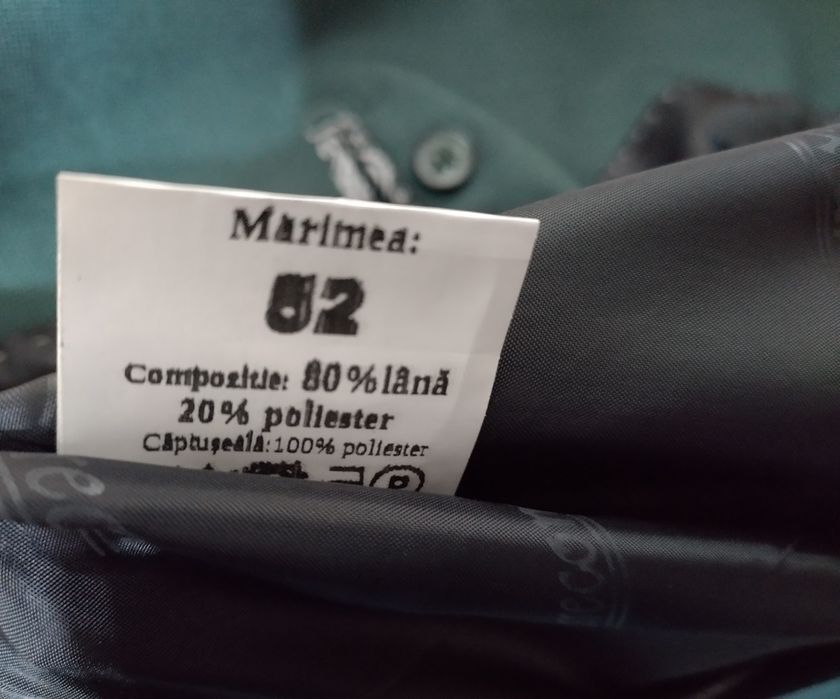 Marimea:
52
Compozitie: 80% lână
20% poliester
Căptușeală: 100% poliester
P